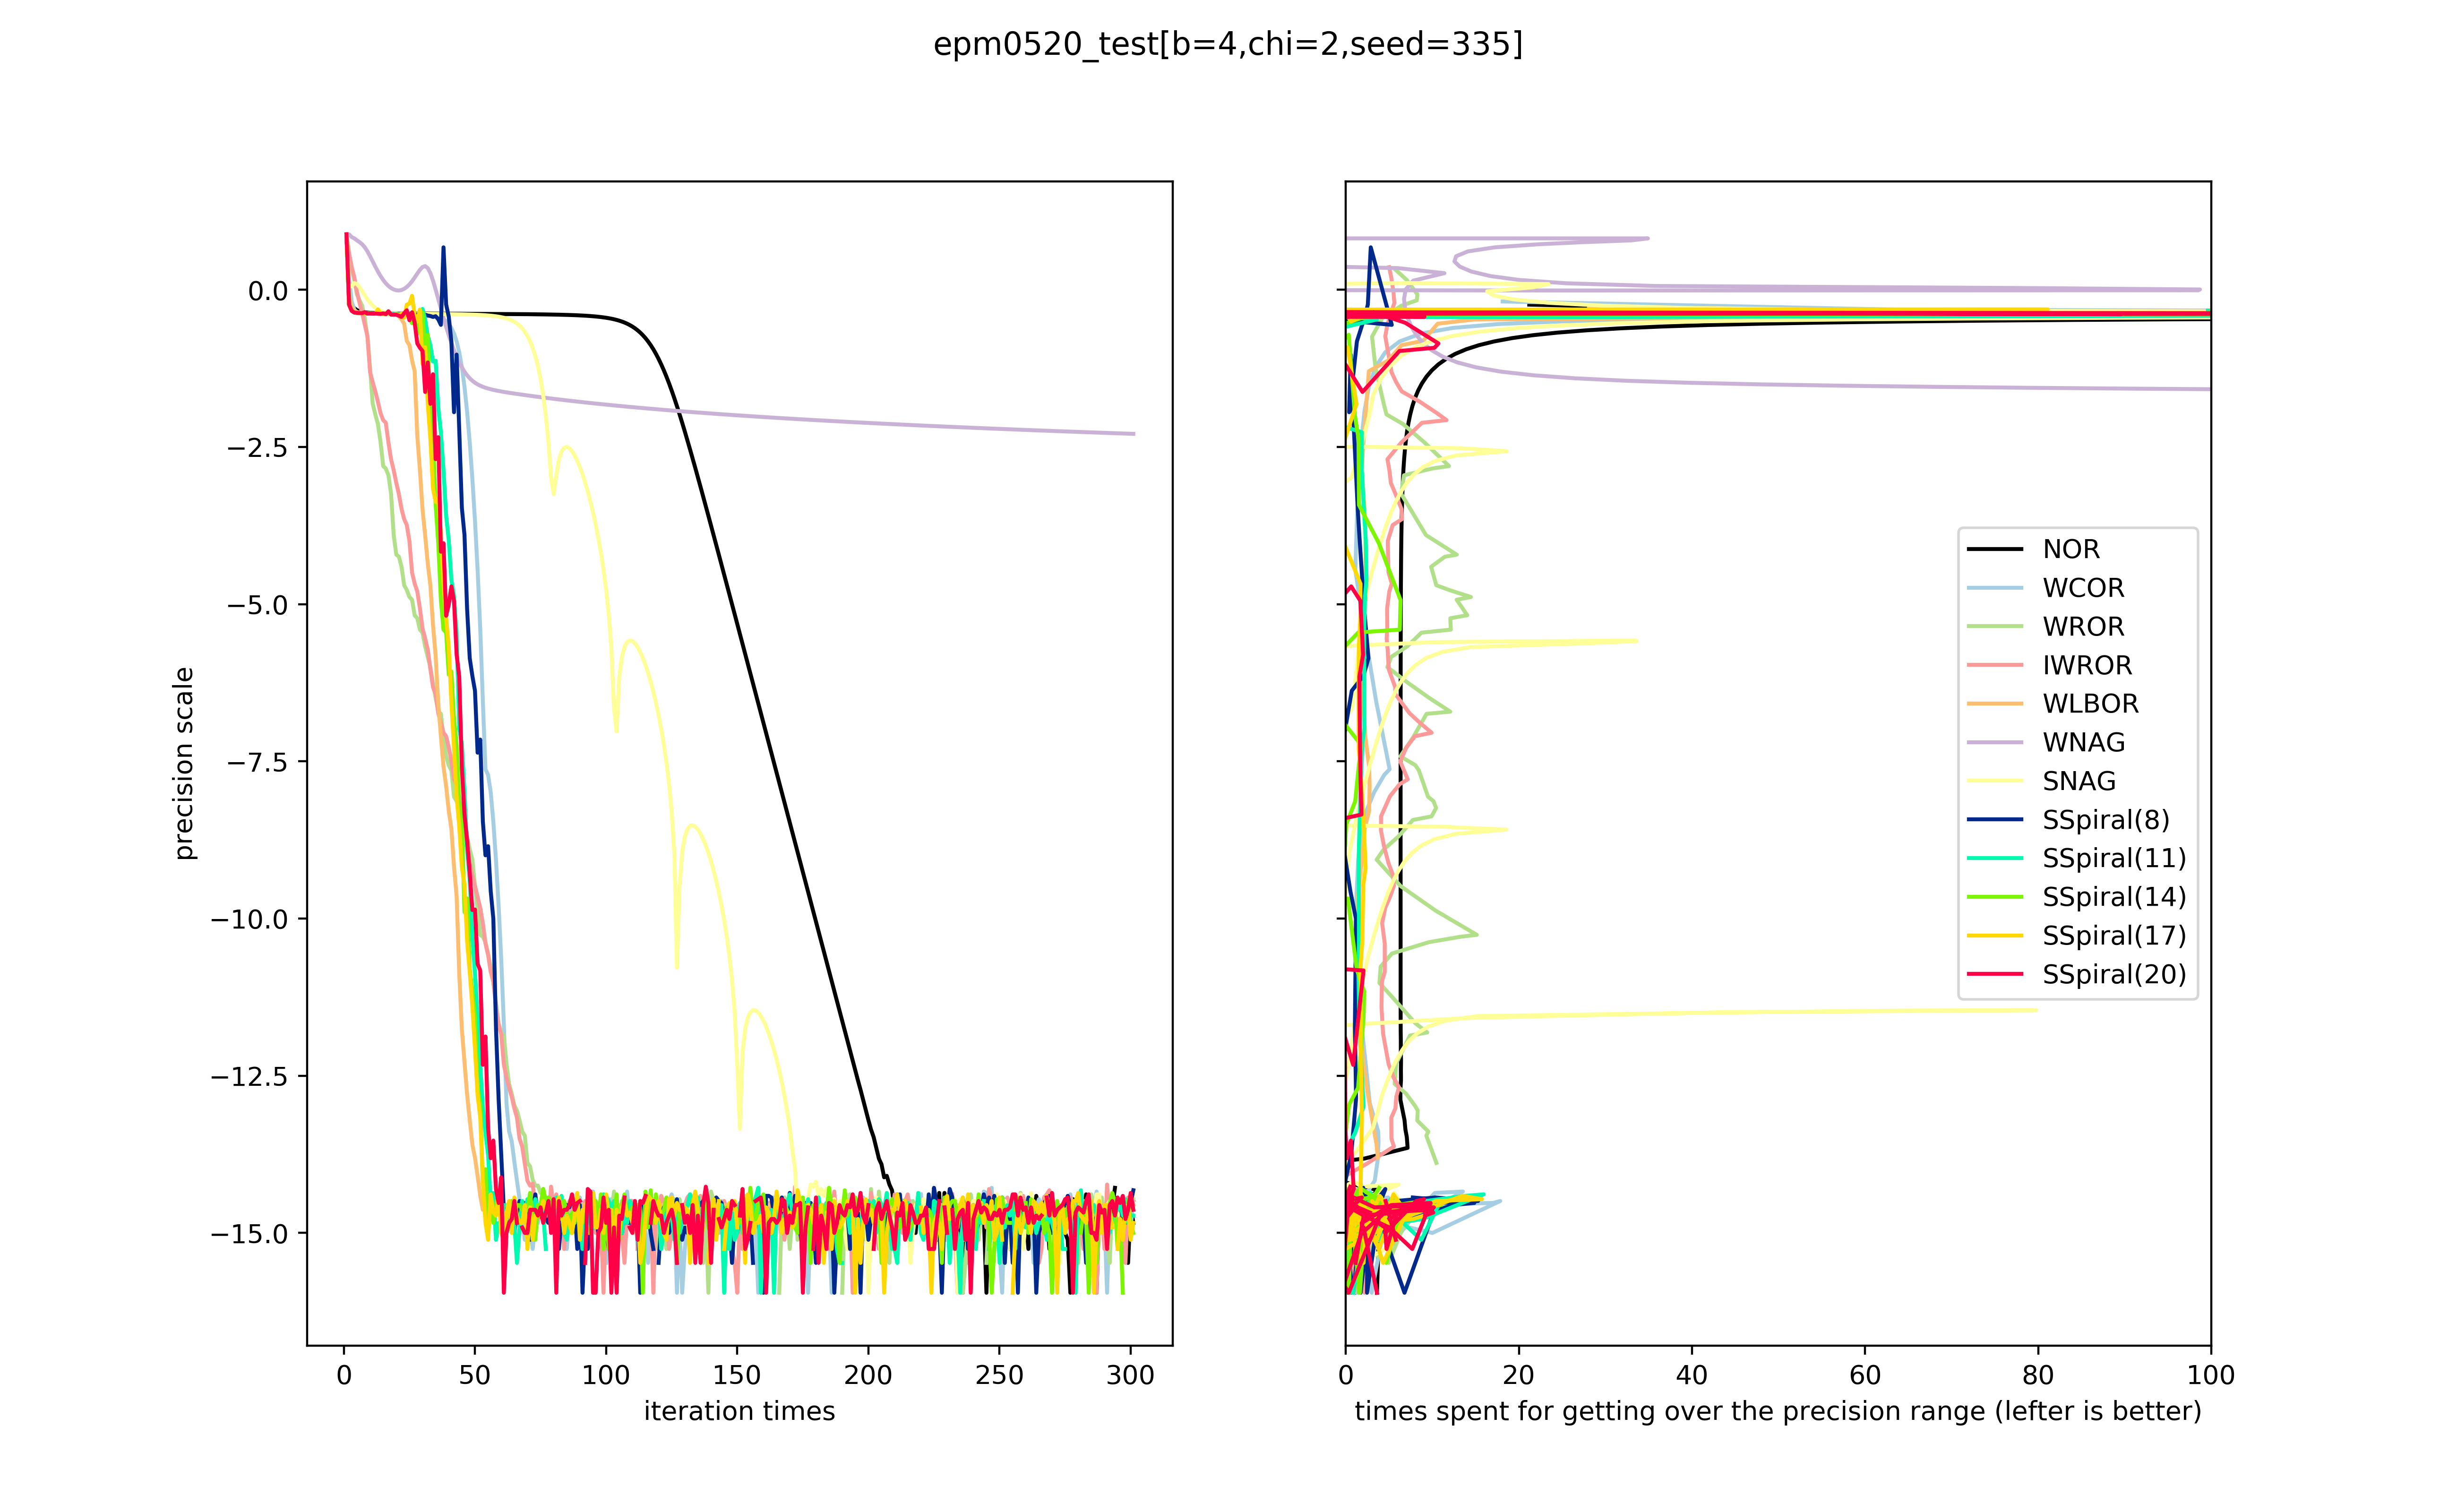 epm0520_test[b=4,chi=2,seed=335]
precision scale
0.0
−2.5
−5.0
−7.5
−10.0
−12.5
−15.0
0 50 100 150 200 250 300
iteration times
NOR
WCOR
WROR
IWROR
WLBOR
WNAG
SNAG
SSpiral(8)
SSpiral(11)
SSpiral(14)
SSpiral(17)
SSpiral(20)
0 20 40 60 80 100
times spent for getting over the precision range (lefter is better)